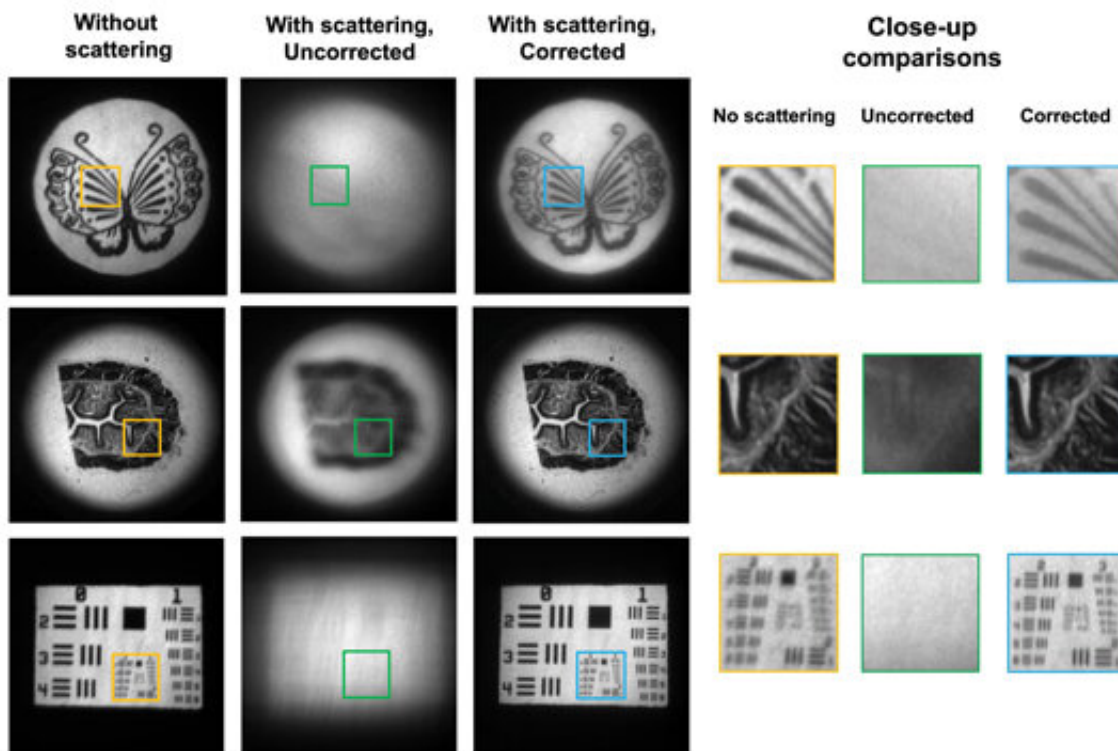 Without
scattering
With scattering,
Uncorrected
With scattering,
Corrected
Close-up
comparisons
No scattering
Uncorrected
Corrected
0 1
2
3
4
0 1
2
3
4